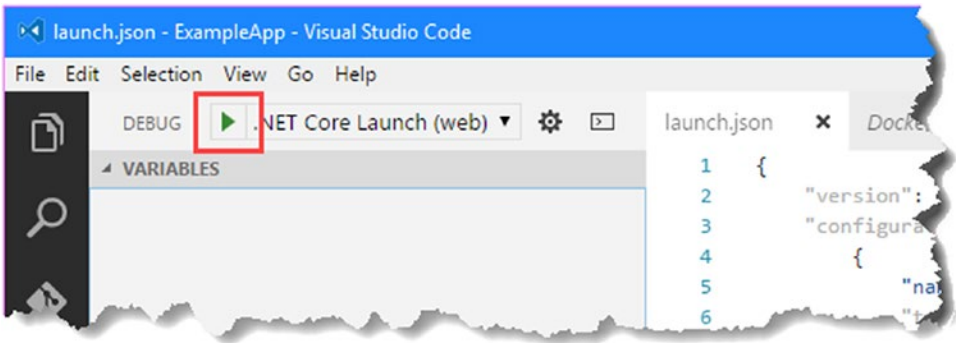 launch.json - ExampleApp - Visual Studio Code
File Edit Selection View Go Help
DEBUG .NET Core Launch (web)
launch.json
VARIABLES
1 {
2 "version":
3 "configura
4 {
5 "na
6 "t